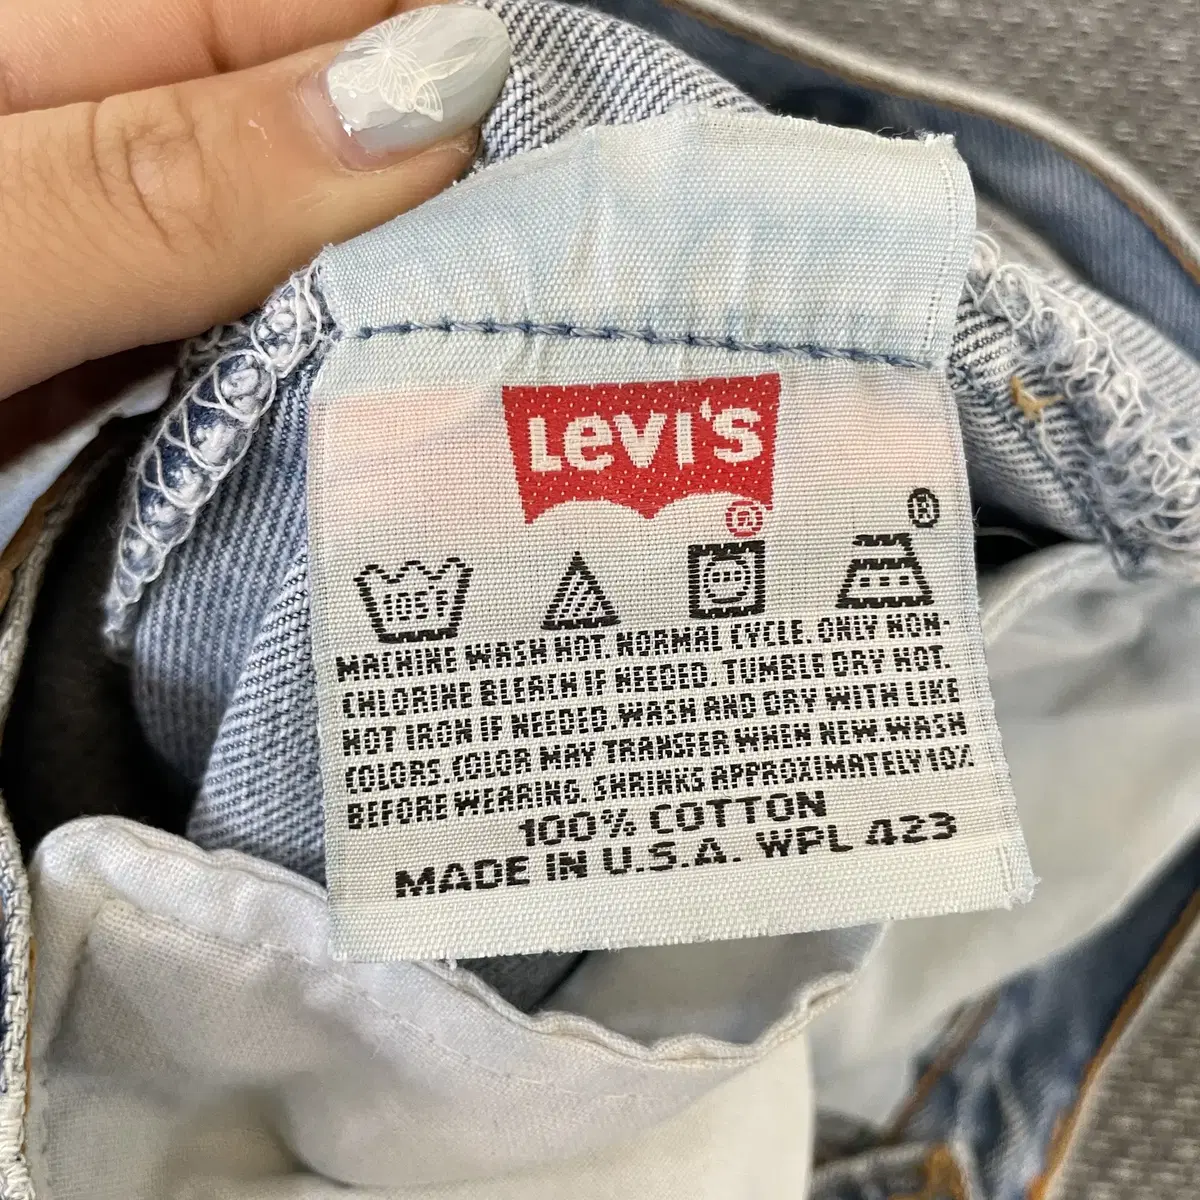 Levi's
®
®
105°F
MACHINE WASH HOT. NORMAL CYCLE. ONLY NON-
CHLORINE BLEACH IF NEEDED. TUMBLE DRY HOT.
HOT IRON IF NEEDED. WASH AND DRY WITH LIKE
COLORS. COLOR MAY TRANSFER WHEN NEW. WASH
BEFORE WEARING. SHRINKS APPROXIMATELY 10%
100% COTTON
MADE IN U.S.A. WPL 423